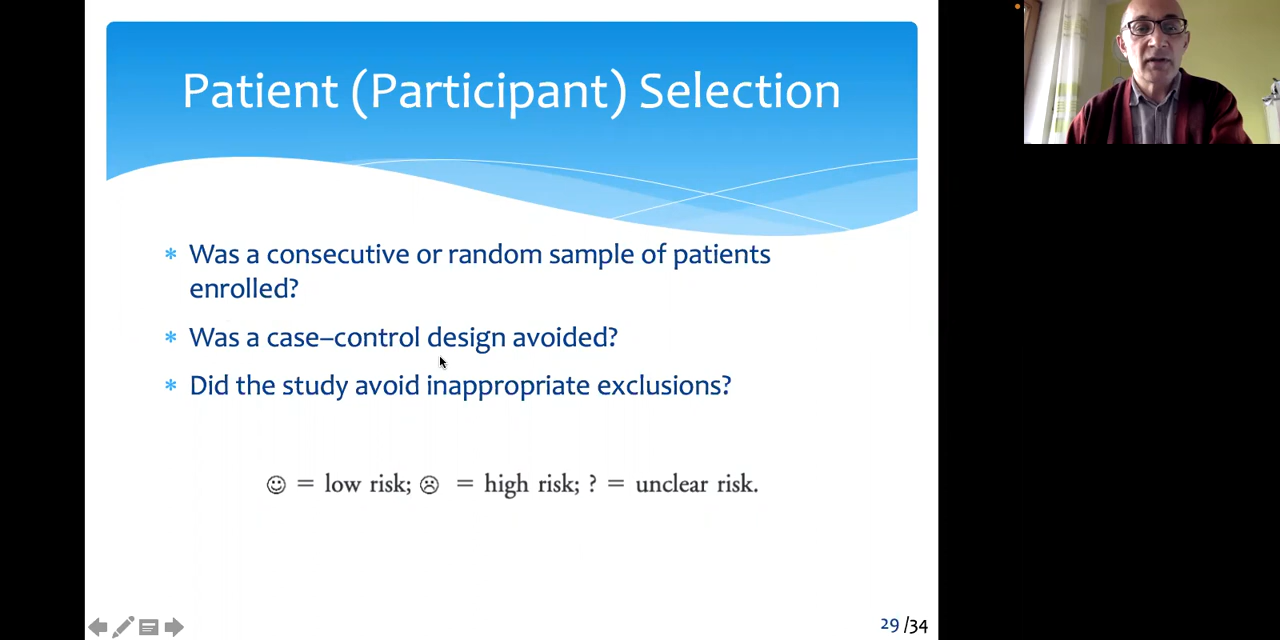 Patient (Participant) Selection
* Was a consecutive or random sample of patients
enrolled?
* Was a case–control design avoided?
* Did the study avoid inappropriate exclusions?
☺ = low risk; ☹ = high risk; ? = unclear risk.
29 /34